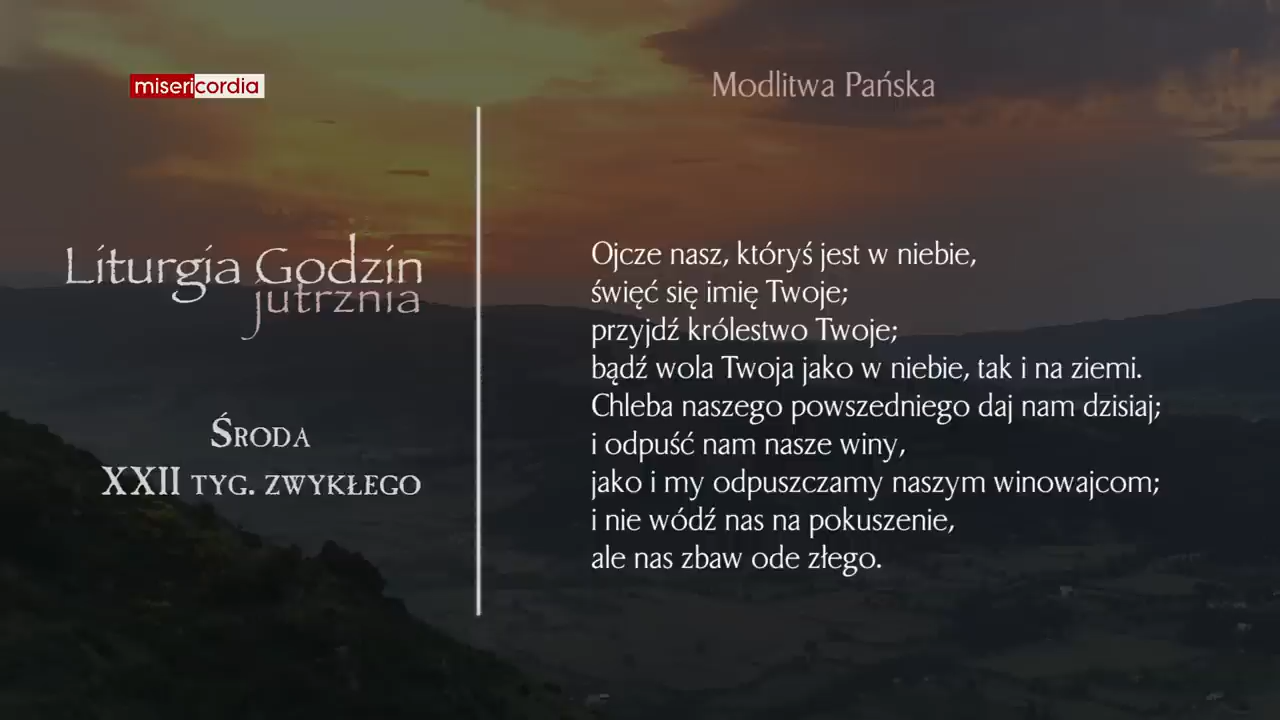 misericordia
Liturgia Godzin
jutrznia
Środa
XXII tyg. zwykłego
Modlitwa Pańska
Ojcze nasz, któryś jest w niebie,
święć się imię Twoje;
przyjdź królestwo Twoje;
bądź wola Twoja jako w niebie, tak i na ziemi.
Chleba naszego powszedniego daj nam dzisiaj;
i odpuść nam nasze winy,
jako i my odpuszczamy naszym winowajcom;
i nie wódź nas na pokuszenie,
ale nas zbaw ode złego.